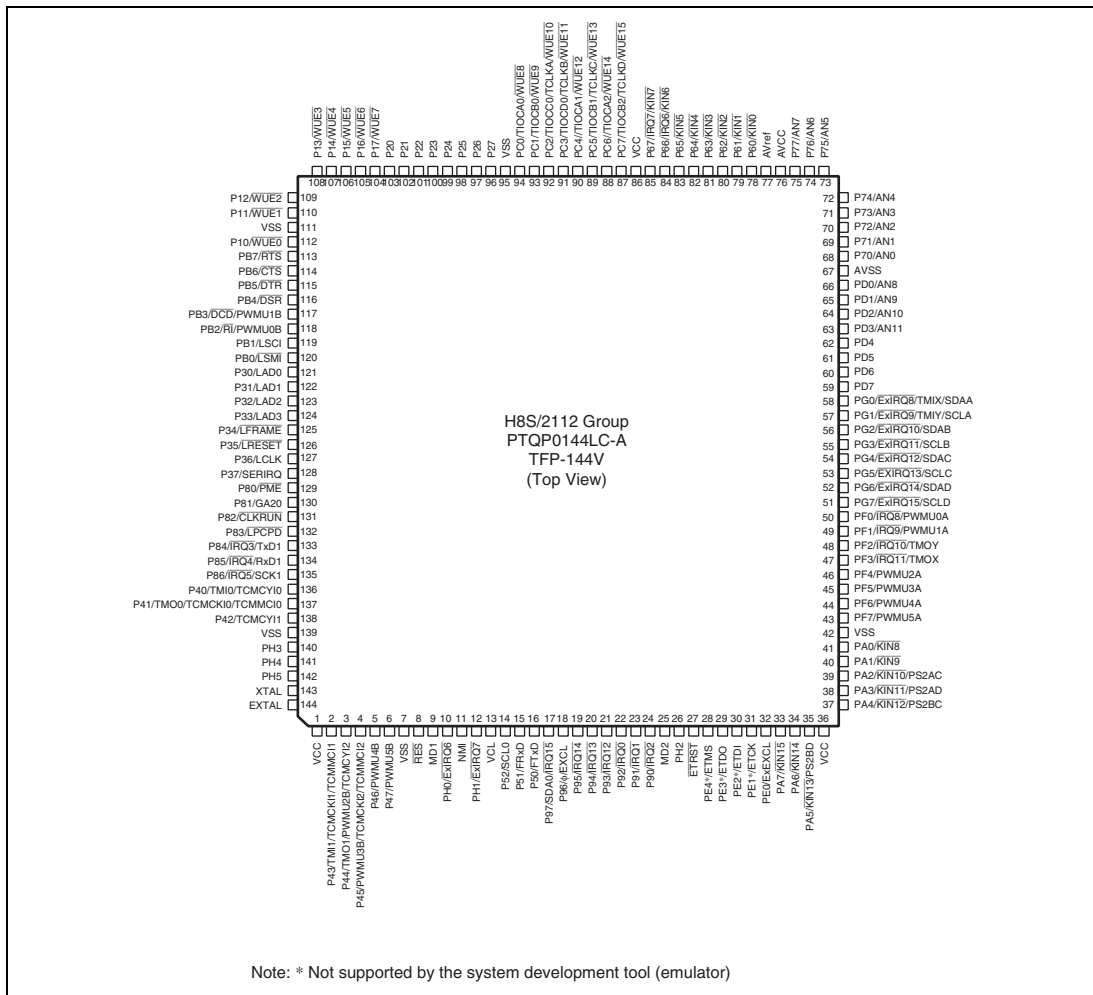 P13/WUE3
P14/WUE4
P15/WUE5
P16/WUE6
P17/WUE7
P20
P21
P22
P23
P24
P25
P26
P27
VSS
PC0/TIOCA0/WUE8
PC1/TIOCB0/WUE9
PC2/TIOCC0/TCLKA/WUE10
PC3/TIOCD0/TCLKB/WUE11
PC4//TIOCA1/WUE12
PC5/TIOCB1/TCLKC/WUE13
PC6//TIOCA2/WUE14
PC7/TIOCB2/TCLKD/WUE15
VCC
P67/IRQ7/KIN7
P66/IRQ6/KIN6
P65/KIN5
P64/KIN4
P63/KIN3
P62/KIN2
P61/KIN1
P60/KIN0
AVref
AVCC
P77/AN7
P76/AN6
P75/AN5
108 107 106 105 104 103 102 101 100 99 98 97 96 95 94 93 92 91 90 89 88 87 86 85 84 83 82 81 80 79 78 77 76 75 74 73
P12/WUE2 109
P11/WUE1 110
VSS 111
P10/WUE0 112
PB7/RTS 113
PB6/CTS 114
PB5/DTR 115
PB4/DSR 116
PB3/DCD/PWMU1B 117
PB2/RI/PWMU0B 118
PB1/LSCI 119
PB0/LSMI 120
P30/LAD0 121
P31/LAD1 122
P32/LAD2 123
P33/LAD3 124
P34/LFRAME 125
P35/LRESET 126
P36/LCLK 127
P37/SERIRQ 128
P80/PME 129
P81/GA20 130
P82/CLKRUN 131
P83/LPCPD 132
P84/IRQ3/TxD1 133
P85/IRQ4/RxD1 134
P86/IRQ5/SCK1 135
P40/TMI0/TCMCYI0 136
P41/TMO0/TCMCKI0/TCMMCI0 137
P42/TCMCYI1 138
VSS 139
PH3 140
PH4 141
PH5 142
XTAL 143
EXTAL 144
H8S/2112 Group
PTQP0144LC-A
TFP-144V
(Top View)
72 P74/AN4
71 P73/AN3
70 P72/AN2
69 P71/AN1
68 P70/AN0
67 AVSS
66 PD0/AN8
65 PD1/AN9
64 PD2/AN10
63 PD3/AN11
62 PD4
61 PD5
60 PD6
59 PD7
58 PG0/ExIRQ8/TMIX/SDAA
57 PG1/ExIRQ9/TMIY/SCLA
56 PG2/ExIRQ10/SDAB
55 PG3/ExIRQ11/SCLB
54 PG4/ExIRQ12/SDAC
53 PG5/EXIRQ13/SCLC
52 PG6/ExIRQ14/SDAD
51 PG7/ExIRQ15/SCLD
50 PF0/IRQ8/PWMU0A
49 PF1/IRQ9/PWMU1A
48 PF2/IRQ10/TMOY
47 PF3/IRQ11/TMOX
46 PF4/PWMU2A
45 PF5/PWMU3A
44 PF6/PWMU4A
43 PF7/PWMU5A
42 VSS
41 PA0/KIN8
40 PA1/KIN9
39 PA2/KIN10/PS2AC
38 PA3/KIN11/PS2AD
37 PA4/KIN12/PS2BC
1 2 3 4 5 6 7 8 9 10 11 12 13 14 15 16 17 18 19 20 21 22 23 24 25 26 27 28 29 30 31 32 33 34 35 36
VCC
P43/TMI1/TCMCKI1/TCMMCI1
P44/TMO1/PWMU2B/TCMCYI2
P45/PWMU3B/TCMCKI2/TCMMCI2
P46/PWMU4B
P47/PWMU5B
VSS
RES
MD1
PH0/ExIRQ6
NMI
PH1/ExIRQ7
VCL
P52/SCL0
P51/FRxD
P50/FTxD
P97/SDA0/IRQ15
P96/φ/EXCL
P95/IRQ14
P94/IRQ13
P93/IRQ12
P92/IRQ0
P91/IRQ1
P90/IRQ2
MD2
PH2
ETRST
PE4*/ETMS
PE3*/ETDO
PE2*/ETDI
PE1*/ETCK
PE0/ExEXCL
PA7/KIN15
PA6/KIN14
PA5/KIN13/PS2BD
VCC
Note: * Not supported by the system development tool (emulator)